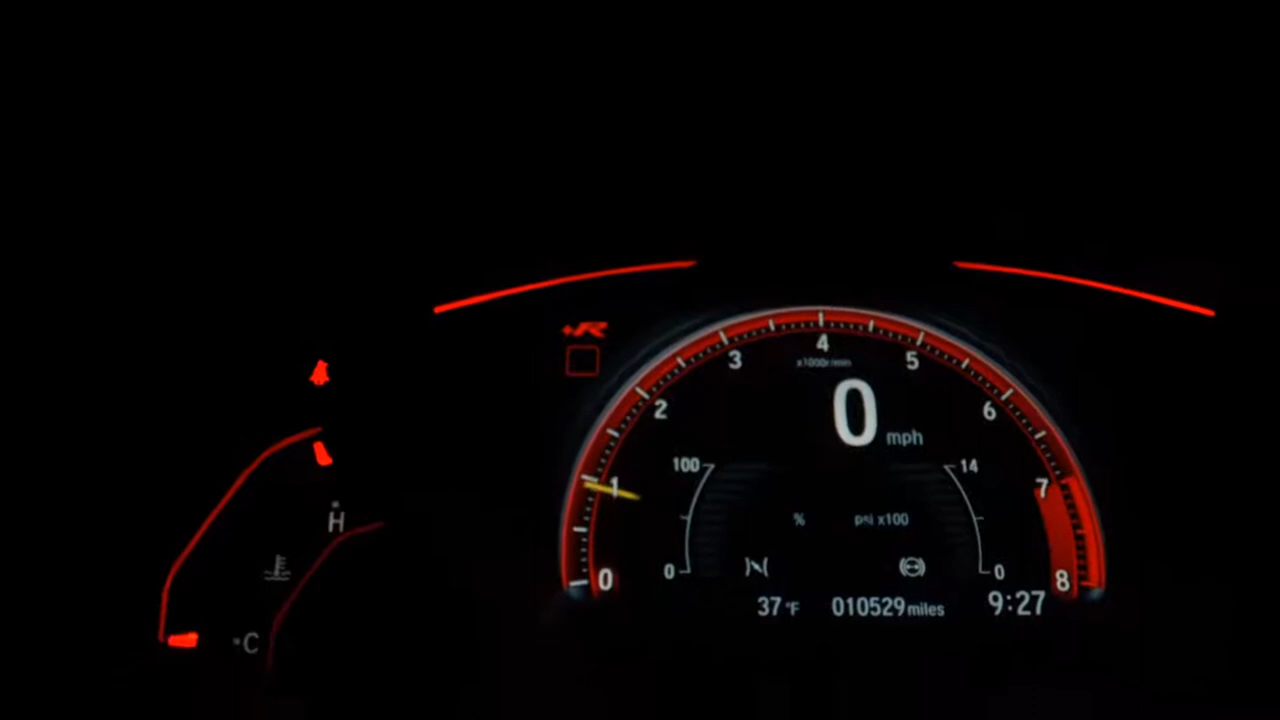 +R
4
3 5
x1000r/min
2 6
0 mph
100 14
1 7
% psi x100
H
0 0
0 8
37 °F 010529 miles 9:27
C